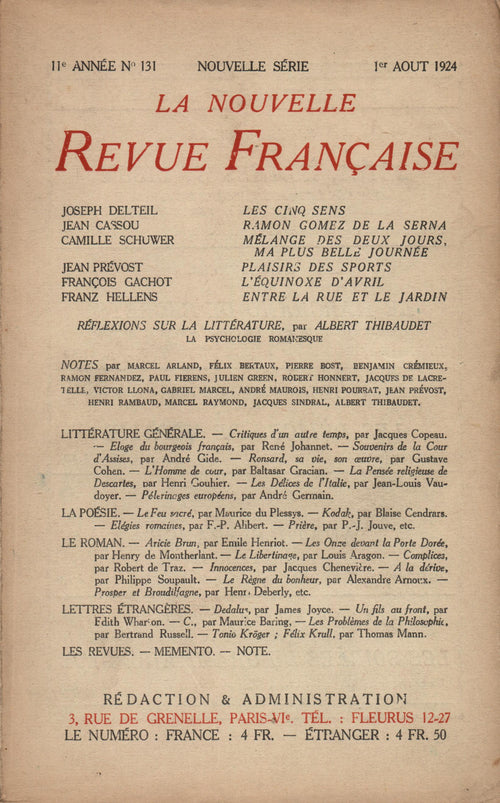 11e ANNÉE No 131 NOUVELLE SÉRIE 1er AOUT 1924
LA NOUVELLE
REVUE FRANÇAISE
JOSEPH DELTEIL LES CINQ SENS
JEAN CASSOU RAMON GOMEZ DE LA SERNA
CAMILLE SCHUWER MÉLANGE DES DEUX JOURS,
MA PLUS BELLE JOURNÉE
JEAN PRÉVOST PLAISIRS DES SPORTS
FRANÇOIS GACHOT L'ÉQUINOXE D'AVRIL
FRANZ HELLENS ENTRE LA RUE ET LE JARDIN
RÉFLEXIONS SUR LA LITTÉRATURE, par ALBERT THIBAUDET
LA PSYCHOLOGIE ROMANESQUE
NOTES par MARCEL ARLAND, FÉLIX BERTAUX, PIERRE BOST, BENJAMIN CRÉMIEUX,
RAMON FERNANDEZ, PAUL FIERENS, JULIEN GREEN, ROBERT HONNERT, JACQUES DE LACRE-
TELLE, VICTOR LLONA, GABRIEL MARCEL, ANDRÉ MAUROIS, HENRI POURRAT, JEAN PRÉVOST,
HENRI RAMBAUD, MARCEL RAYMOND, JACQUES SINDRAL, ALBERT THIBAUDET.
LITTÉRATURE GÉNÉRALE. — Critiques d'un autre temps, par Jacques Copeau.
— Eloge du bourgeois français, par René Johannet. — Souvenirs de la Cour
d'Assises, par André Gide. — Ronsard, sa vie, son œuvre, par Gustave
Cohen. — L'Homme de cour, par Baltasar Gracian. — La Pensée religieuse de
Descartes, par Henri Gouhier. — Les Délices de l'Italie, par Jean-Louis Vau-
doyer. — Pélerinages européens, par André Germain.
LA POÉSIE. — Le Feu sacré, par Maurice du Plessys. — Kodak, par Blaise Cendrars.
— Elégies romaines, par F.-P. Alibert. — Prière, par P.-J. Jouve, etc.
LE ROMAN. — Aricie Brun, par Emile Henriot. — Les Onze devant la Porte Dorée,
par Henry de Montherlant. — Le Libertinage, par Louis Aragon. — Complices,
par Robert de Traz. — Innocences, par Jacques Chenevière. — A la dérive,
par Philippe Soupault. — Le Règne du bonheur, par Alexandre Arnoux. —
Prosper et Broudilfagne, par Henri Deberly, etc.
LETTRES ÉTRANGÈRES. — Dedalus, par James Joyce. — Un fils au front, par
Edith Wharton. — C., par Maurice Baring, — Les Problèmes de la Philosophie,
par Bertrand Russell. — Tonio Kröger ; Félix Krull, par Thomas Mann.
LES REVUES. — MEMENTO. — NOTE.
RÉDACTION & ADMINISTRATION
3, RUE DE GRENELLE, PARIS-VIe. TÉL. : FLEURUS 12-27
LE NUMÉRO : FRANCE : 4 FR. — ÉTRANGER : 4 FR. 50